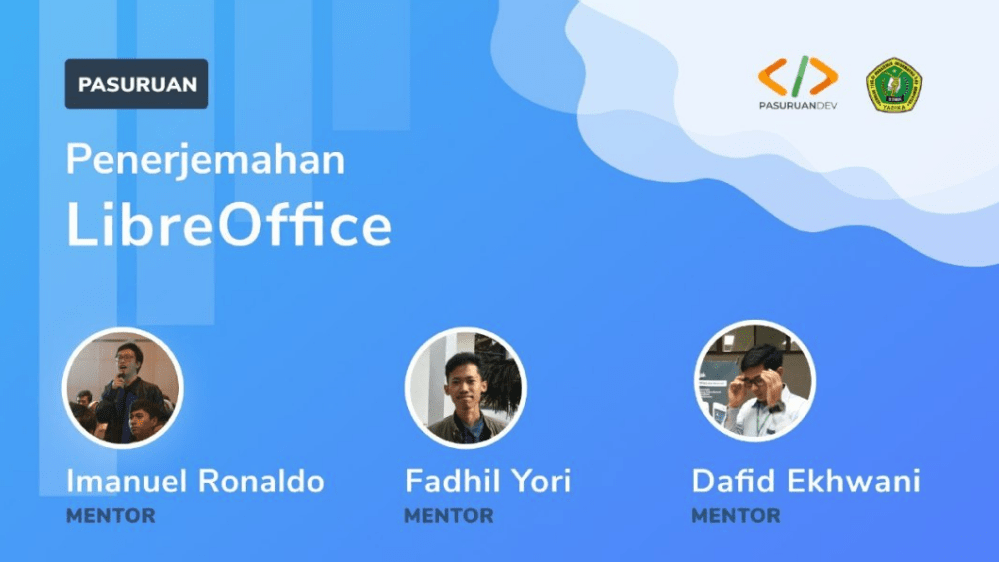 PASURUAN
PASURUANDEV
Penerjemahan
LibreOffice
Imanuel Ronaldo
MENTOR
Fadhil Yori
MENTOR
Dafid Ekhwani
MENTOR